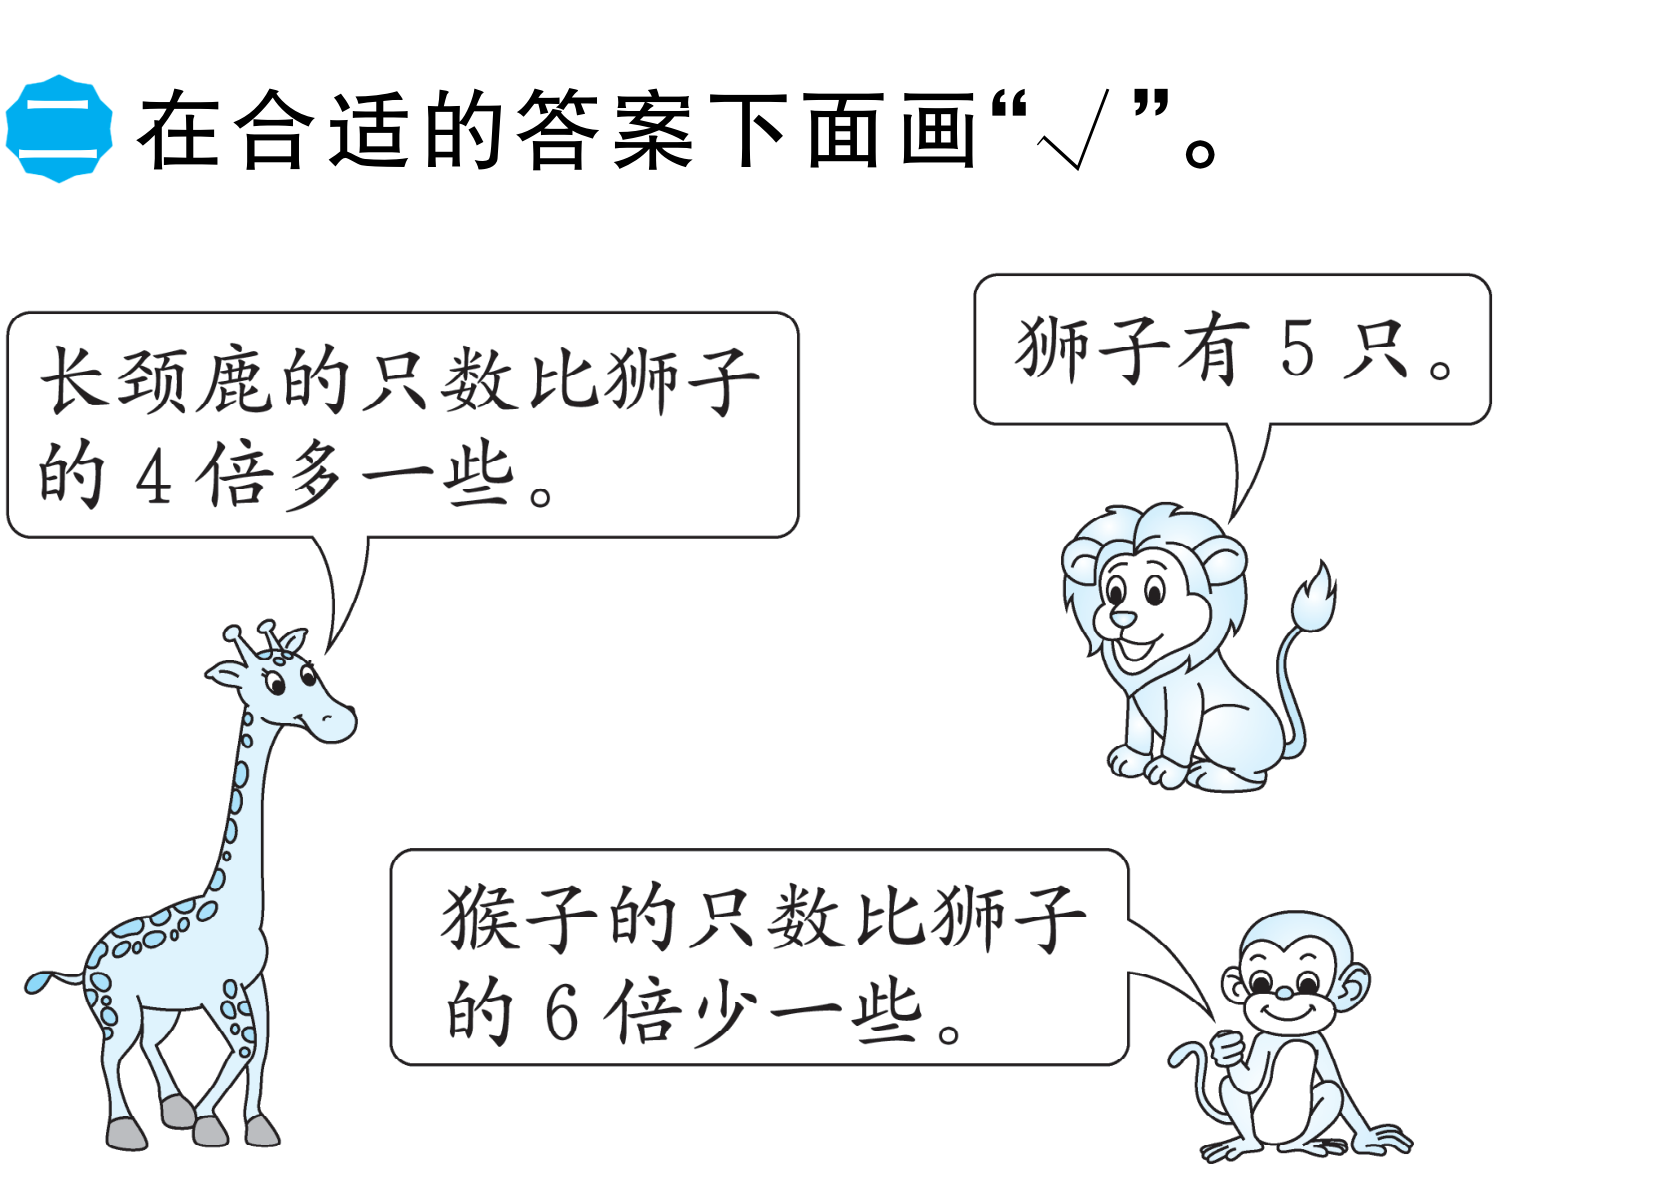 二 在合适的答案下面画“√”。
狮子有5只。
长颈鹿的只数比狮子
的4倍多一些。
猴子的只数比狮子
的6倍少一些。